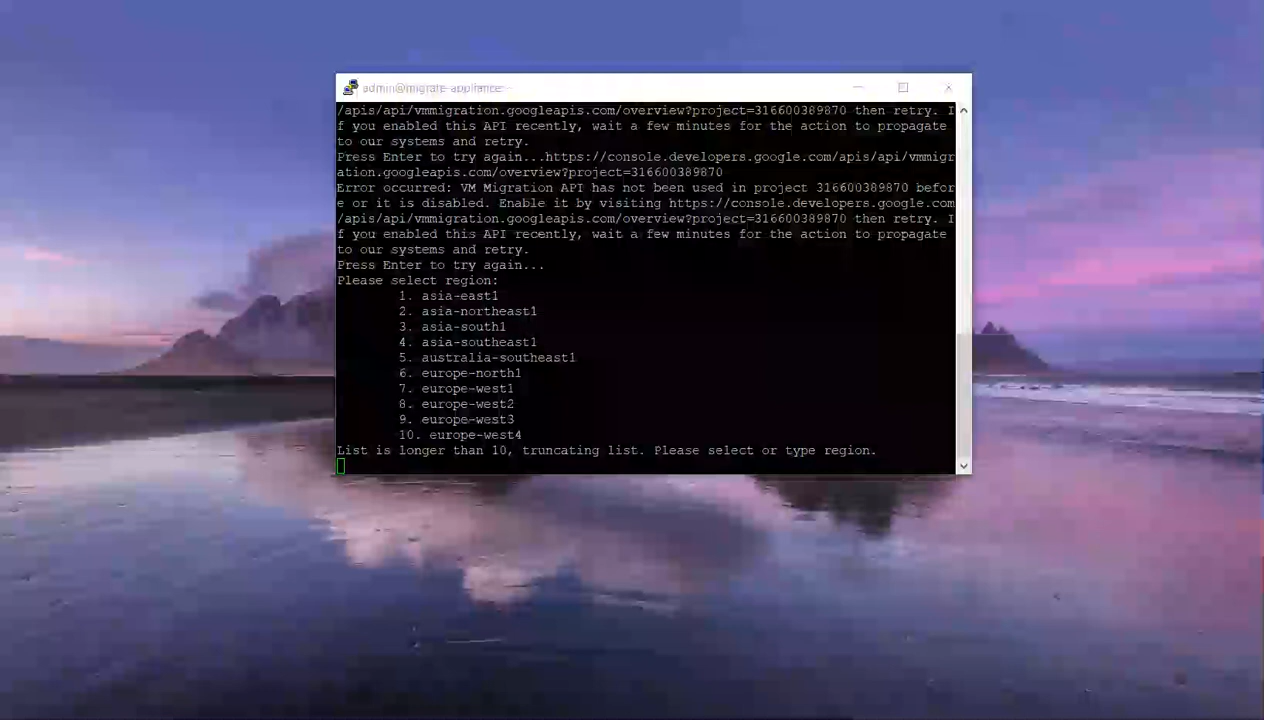 admin@migrate-appliance: ~
/apis/api/vmmigration.googleapis.com/overview?project=316600389870 then retry. I
f you enabled this API recently, wait a few minutes for the action to propagate
to our systems and retry.
Press Enter to try again...https://console.developers.google.com/apis/api/vmmigr
ation.googleapis.com/overview?project=316600389870
Error occurred: VM Migration API has not been used in project 316600389870 befor
e or it is disabled. Enable it by visiting https://console.developers.google.com
/apis/api/vmmigration.googleapis.com/overview?project=316600389870 then retry. I
f you enabled this API recently, wait a few minutes for the action to propagate
to our systems and retry.
Press Enter to try again...
Please select region:
1. asia-east1
2. asia-northeast1
3. asia-south1
4. asia-southeast1
5. australia-southeast1
6. europe-north1
7. europe-west1
8. europe-west2
9. europe-west3
10. europe-west4
List is longer than 10, truncating list. Please select or type region.